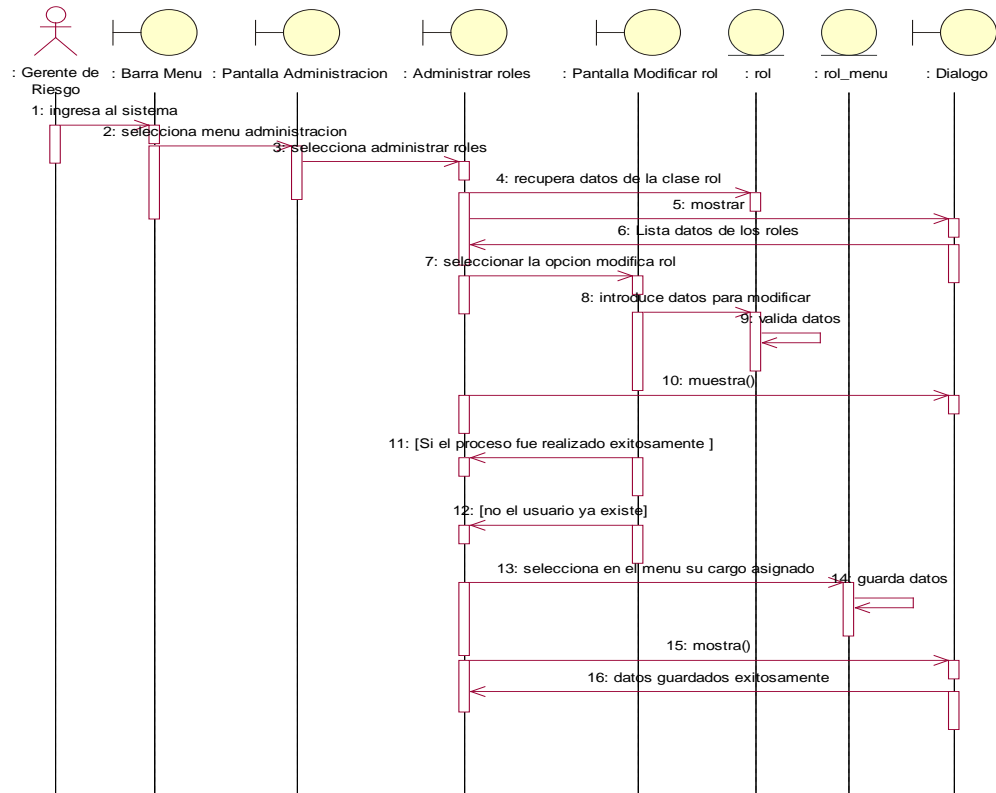 : Gerente de
Riesgo
: Barra Menu
: Pantalla Administracion
: Administrar roles
: Pantalla Modificar rol
: rol
: rol_menu
: Dialogo
1: ingresa al sistema
2: selecciona menu administracion
3: selecciona administrar roles
4: recupera datos de la clase rol
5: mostrar
6: Lista datos de los roles
7: seleccionar la opcion modifica rol
8: introduce datos para modificar
9: valida datos
10: muestra()
11: [Si el proceso fue realizado exitosamente ]
12: [no el usuario ya existe]
13: selecciona en el menu su cargo asignado
14: guarda datos
15: mostra()
16: datos guardados exitosamente